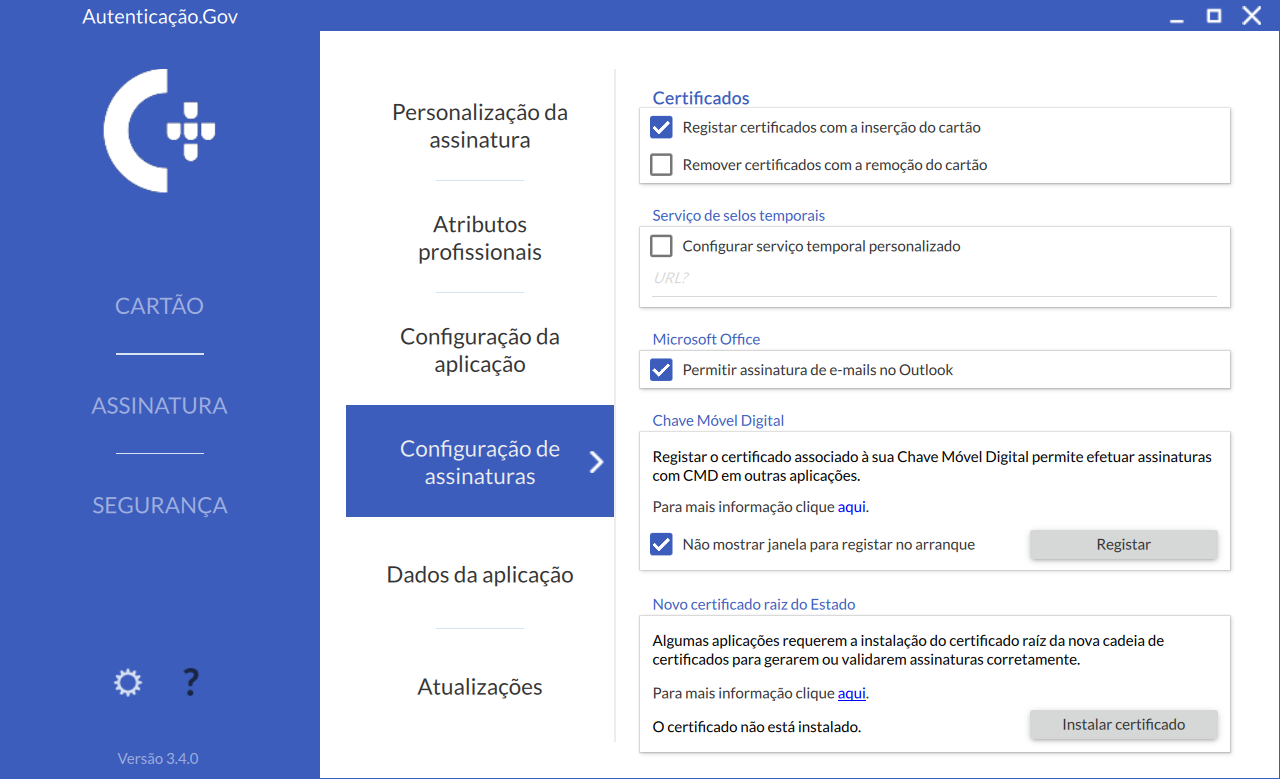 Autenticação.Gov
CARTÃO
ASSINATURA
SEGURANÇA
?
Versão 3.4.0
Personalização da
assinatura
Atributos
profissionais
Configuração da
aplicação
Configuração de
assinaturas
Dados da aplicação
Atualizações
Certificados
Registar certificados com a inserção do cartão
Remover certificados com a remoção do cartão
Serviço de selos temporais
Configurar serviço temporal personalizado
URL?
Microsoft Office
Permitir assinatura de e-mails no Outlook
Chave Móvel Digital
Registar o certificado associado à sua Chave Móvel Digital permite efetuar assinaturas
com CMD em outras aplicações.
Para mais informação clique aqui.
Não mostrar janela para registar no arranque
Registar
Novo certificado raiz do Estado
Algumas aplicações requerem a instalação do certificado raíz da nova cadeia de
certificados para gerarem ou validarem assinaturas corretamente.
Para mais informação clique aqui.
O certificado não está instalado.
Instalar certificado